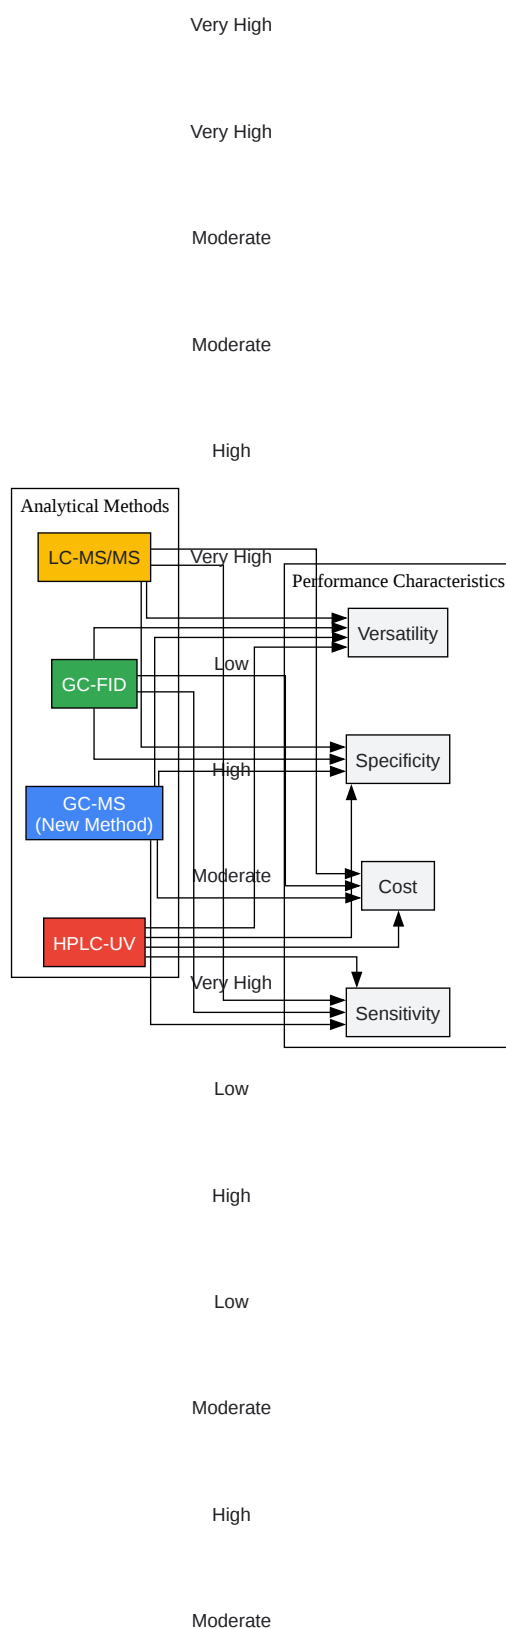 Very High
Very High
Moderate
Moderate
High
Analytical Methods
LC-MS/MS
Very High
Performance Characteristics
Versatility
Low
GC-FID
Specificity
High
GC-MS
(New Method)
Moderate
Cost
HPLC-UV
Very High
Sensitivity
Low
High
Low
Moderate
High
Moderate